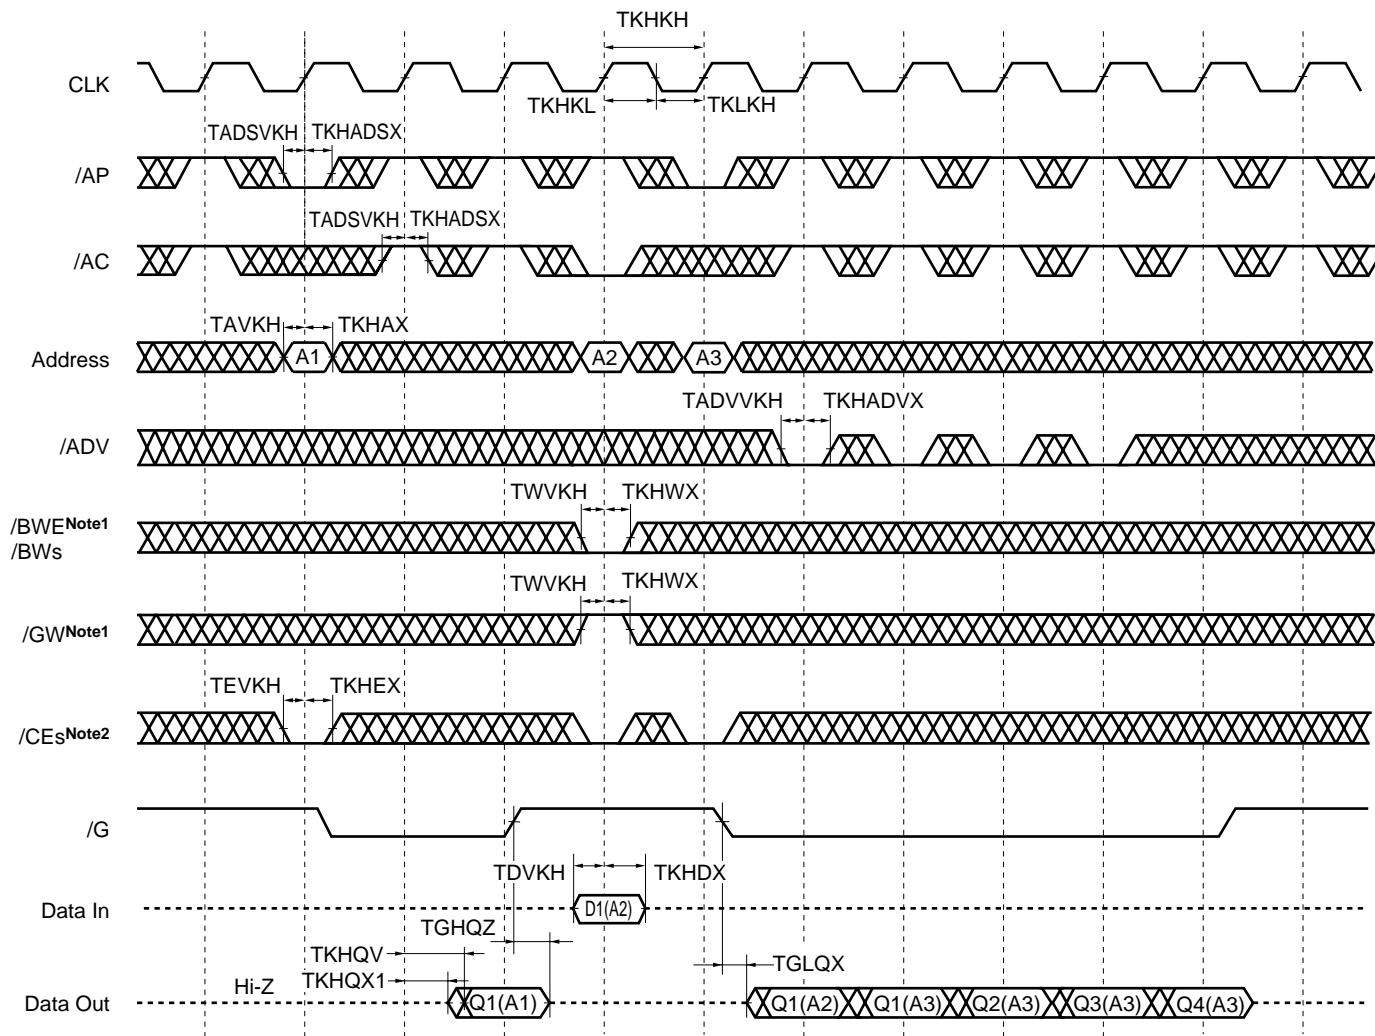 TKHKH
CLK
TKHKL TKLKH
TADSVKH TKHADSX
/AP
TADSVKH TKHADSX
/AC
TAVKH TKHAX
Address A1 A2 A3
TADVVKH TKHADVX
/ADV
TWVKH TKHWX
/BWENote1
/BWs
TWVKH TKHWX
/GWNote1
TEVKH TKHEX
/CEsNote2
/G
TDVKH TKHDX
Data In D1(A2)
TGHQZ
TKHQV
TGLQX
TKHQX1
Hi-Z
Data Out Q1(A1) Q1(A2) Q1(A3) Q2(A3) Q3(A3) Q4(A3)